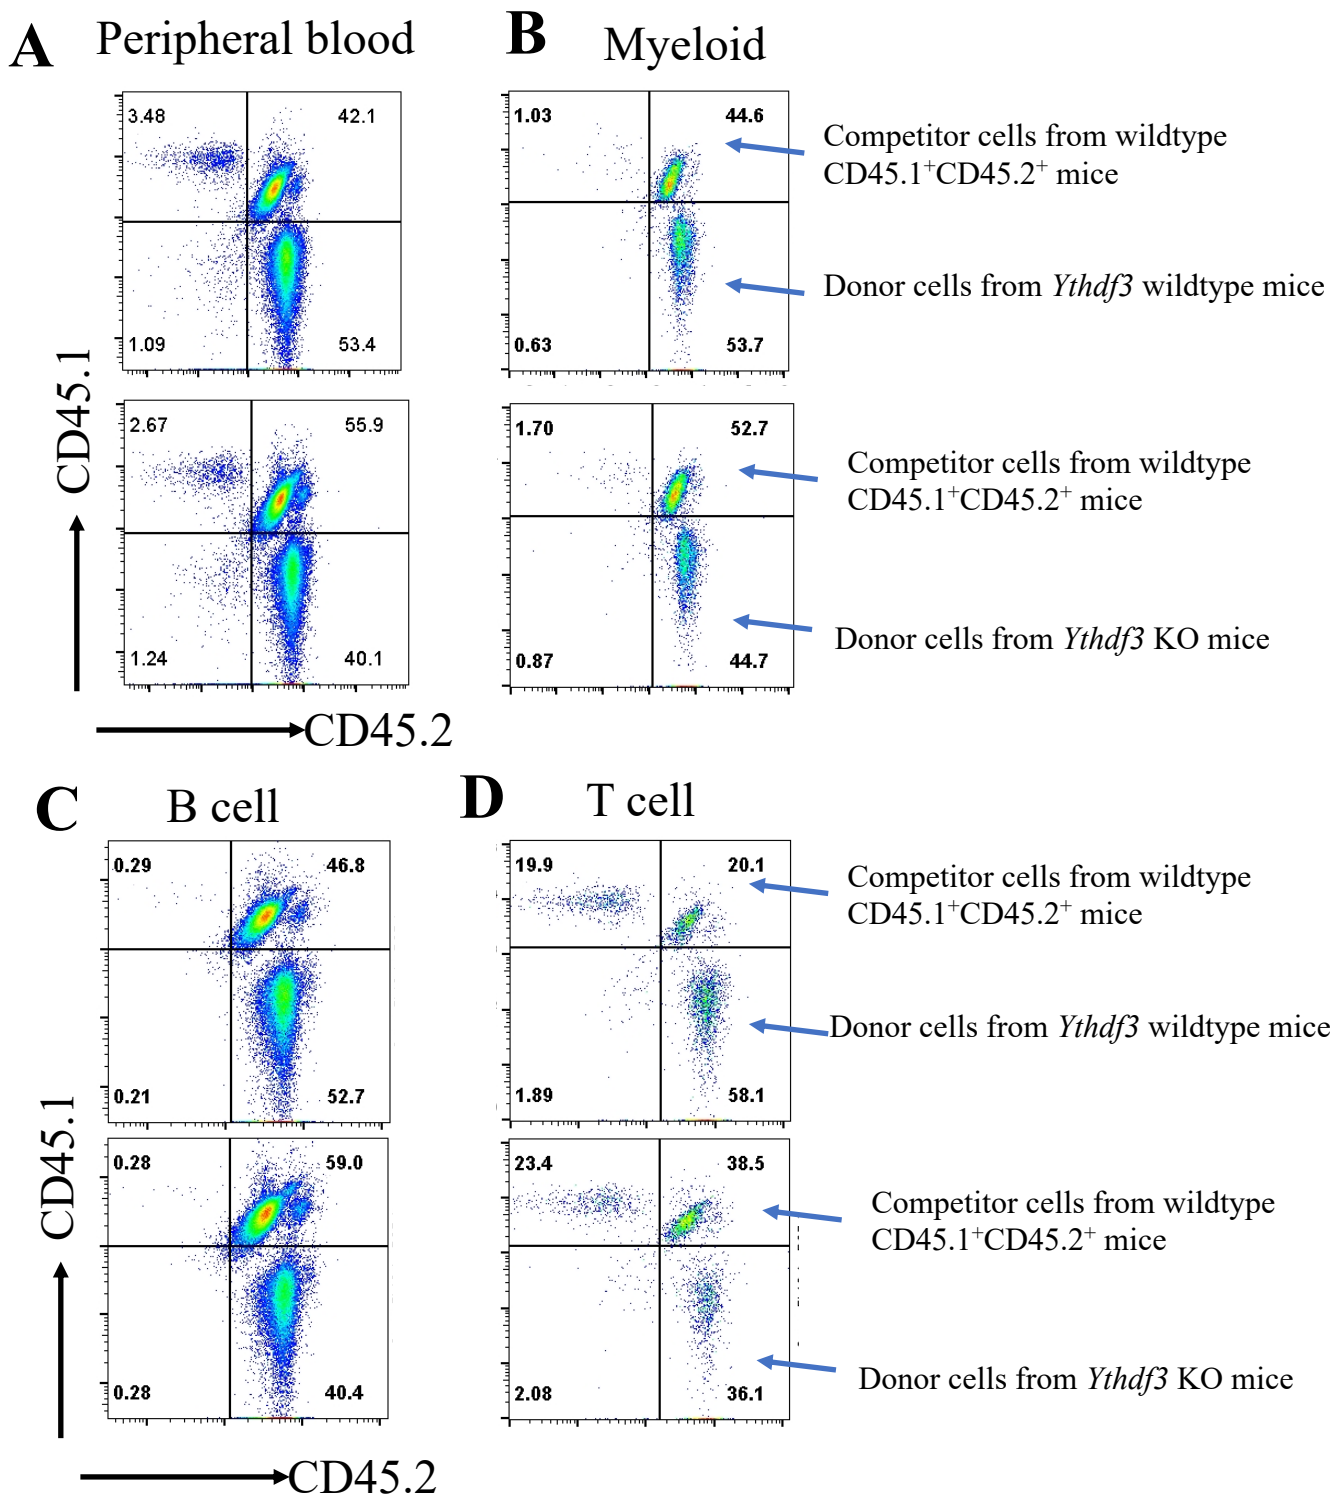 A Peripheral blood
B Myeloid
3.48 42.1
1.09 53.4
1.03 44.6
0.63 53.7
Competitor cells from wildtype
CD45.1⁺CD45.2⁺ mice
Donor cells from Ythdf3 wildtype mice
2.67 55.9
1.24 40.1
1.70 52.7
0.87 44.7
Competitor cells from wildtype
CD45.1⁺CD45.2⁺ mice
Donor cells from Ythdf3 KO mice
CD45.1
CD45.2
C B cell
D T cell
0.29 46.8
0.21 52.7
19.9 20.1
1.89 58.1
Competitor cells from wildtype
CD45.1⁺CD45.2⁺ mice
Donor cells from Ythdf3 wildtype mice
0.28 59.0
0.28 40.4
23.4 38.5
2.08 36.1
Competitor cells from wildtype
CD45.1⁺CD45.2⁺ mice
Donor cells from Ythdf3 KO mice
CD45.1
CD45.2